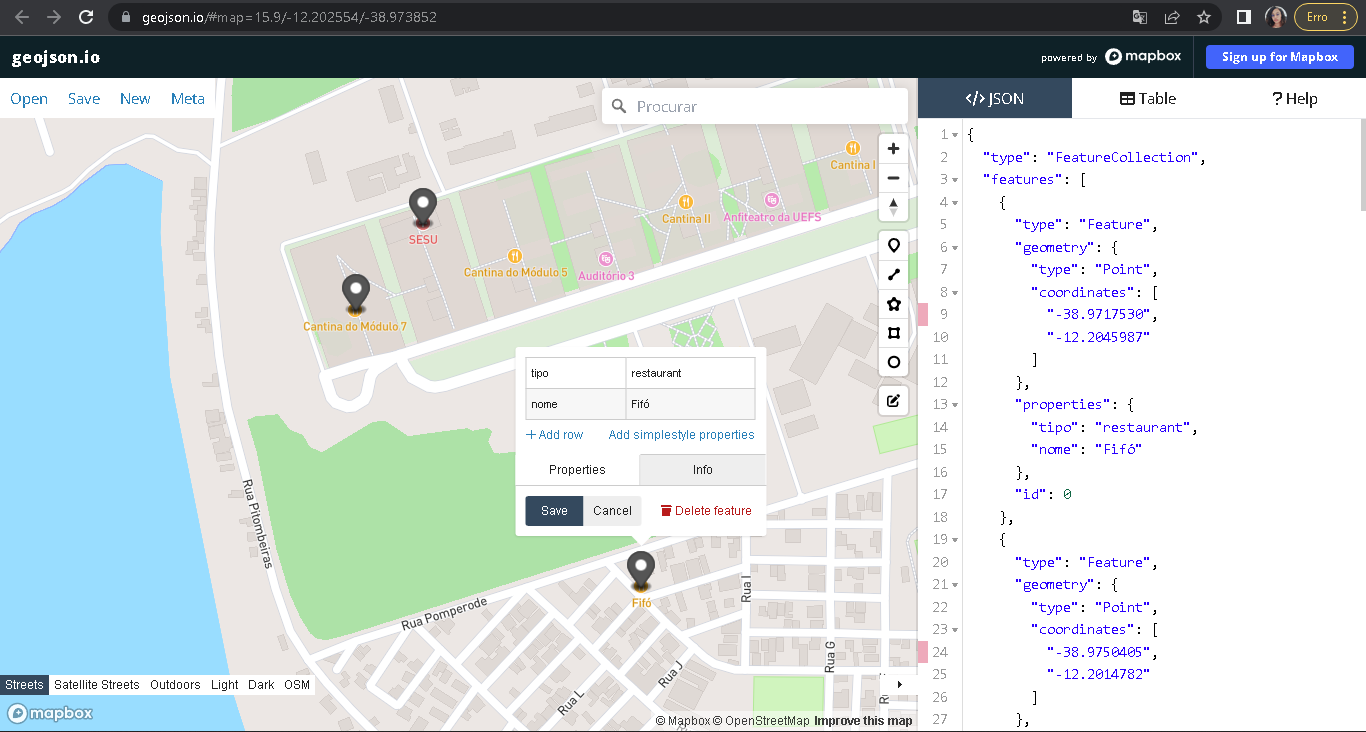 geojson.io/#map=15.9/-12.202554/-38.973852
Erro
geojson.io
powered by mapbox
Sign up for Mapbox
Open Save New Meta
Procurar
</> JSON
Table
? Help
Cantina I
Cantina II
Anfiteatro da UEFS
SESU
Cantina do Módulo 5
Auditório 3
Cantina do Módulo 7
tipo restaurant
nome Fifó
+ Add row Add simplestyle properties
Properties Info
Save Cancel Delete feature
Fifó
Rua Pitombeiras
Rua Pomperode
Rua I
Rua G
Rua J
Rua L
R
Streets Satellite Streets Outdoors Light Dark OSM
mapbox
© Mapbox © OpenStreetMap Improve this map
1 {
2 "type": "FeatureCollection",
3 "features": [
4 {
5 "type": "Feature",
6 "geometry": {
7 "type": "Point",
8 "coordinates": [
9 "-38.9717530",
10 "-12.2045987"
11 ]
12 },
13 "properties": {
14 "tipo": "restaurant",
15 "nome": "Fifó"
16 },
17 "id": 0
18 },
19 {
20 "type": "Feature",
21 "geometry": {
22 "type": "Point",
23 "coordinates": [
24 "-38.9750405",
25 "-12.2014782"
26 ]
27 },